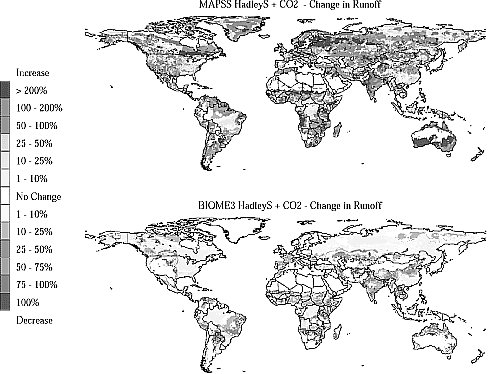 MAPSS HadleyS + CO2 - Change in Runoff
Increase
> 200%
100 - 200%
50 - 100%
25 - 50%
10 - 25%
1 - 10%
No Change
1 - 10%
10 - 25%
25 - 50%
50 - 75%
75 - 100%
100%
Decrease
BIOME3 HadleyS + CO2 - Change in Runoff